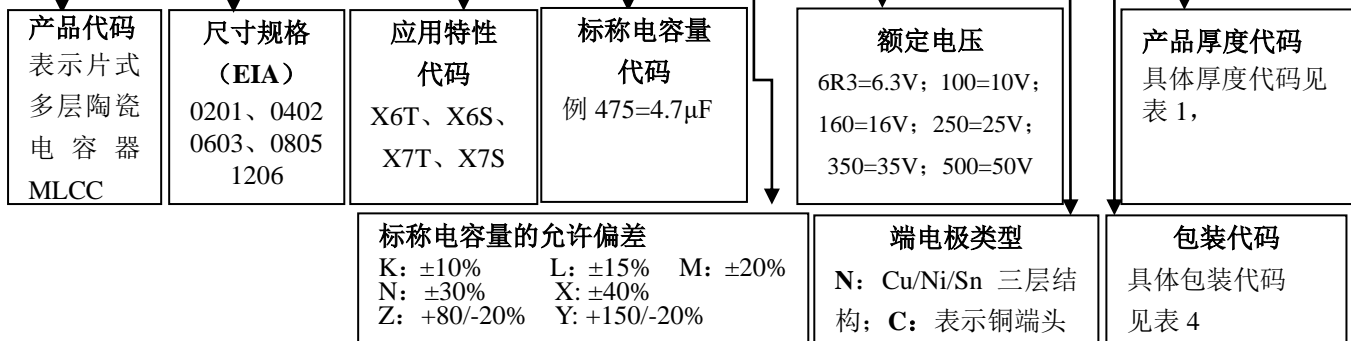 产品代码
表示片式
多层陶瓷
电容器
MLCC
尺寸规格
（EIA）
0201、0402
0603、0805
1206
应用特性
代码
X6T、X6S、
X7T、X7S
标称电容量
代码
例 475=4.7μF
额定电压
6R3=6.3V；100=10V；
160=16V；250=25V；
350=35V；500=50V
产品厚度代码
具体厚度代码见
表 1，
标称电容量的允许偏差
K：±10% L：±15% M：±20%
N：±30% X: ±40%
Z：+80/-20% Y: +150/-20%
端电极类型
N：Cu/Ni/Sn 三层结
构；C：表示铜端头
包装代码
具体包装代码
见表 4